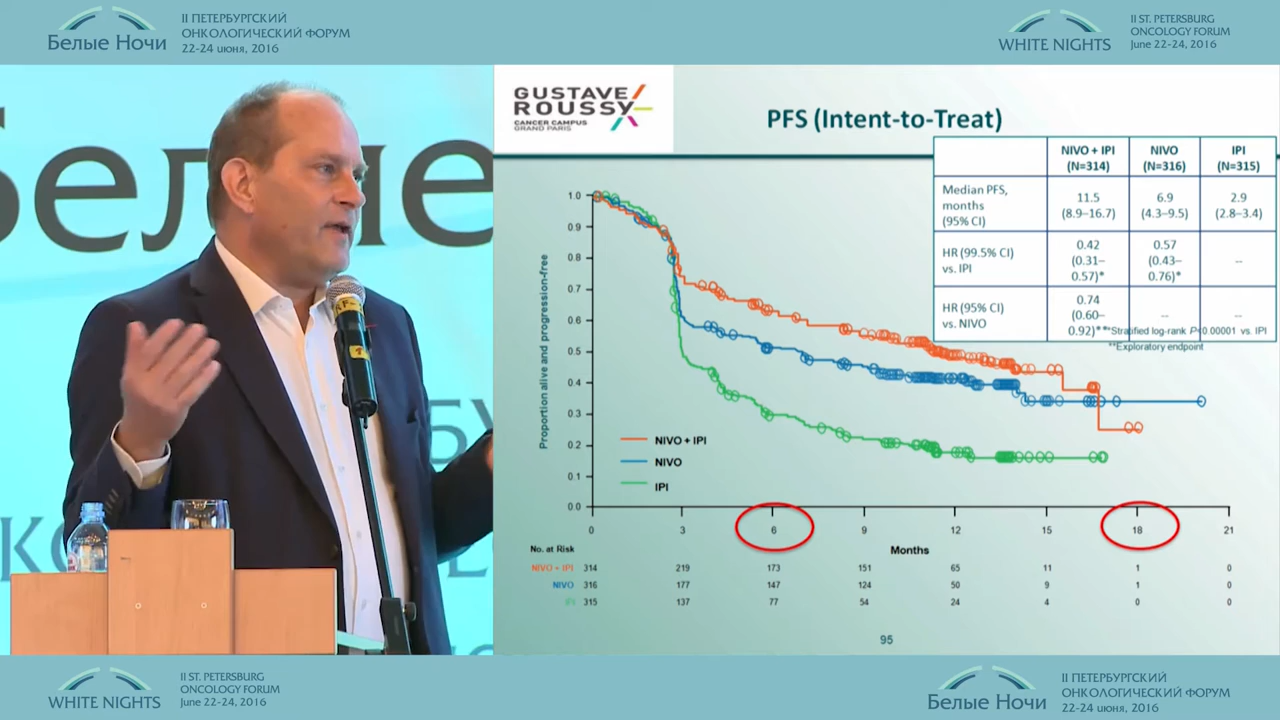 II ПЕТЕРБУРГСКИЙ
ОНКОЛОГИЧЕСКИЙ ФОРУМ
22-24 июня, 2016
Белые Ночи
II ST. PETERSBURG
ONCOLOGY FORUM
June 22-24, 2016
WHITE NIGHTS
GUSTAVE
ROUSSY
CANCER CAMPUS
GRAND PARIS
PFS (Intent-to-Treat)
NIVO + IPI (N=314) NIVO (N=316) IPI (N=315)
Median PFS, months (95% CI) 11.5 (8.9–16.7) 6.9 (4.3–9.5) 2.9 (2.8–3.4)
HR (99.5% CI) vs. IPI 0.42 (0.31–0.57)* 0.57 (0.43–0.76)* --
HR (95% CI) vs. NIVO 0.74 (0.60–0.92)** -- --
*Stratified log-rank P<0.00001 vs. IPI
**Exploratory endpoint
Proportion alive and progression-free
1.0
0.9
0.8
0.7
0.6
0.5
0.4
0.3
0.2
0.1
0.0
NIVO + IPI
NIVO
IPI
0 3 6 9 12 15 18 21
Months
No. at Risk
NIVO + IPI 314 219 173 151 65 11 1 0
NIVO 316 177 147 124 50 9 1 0
IPI 315 137 77 54 24 4 0 0
95
WHITE NIGHTS
II ST. PETERSBURG
ONCOLOGY FORUM
June 22-24, 2016
Белые Ночи
II ПЕТЕРБУРГСКИЙ
ОНКОЛОГИЧЕСКИЙ ФОРУМ
22-24 июня, 2016